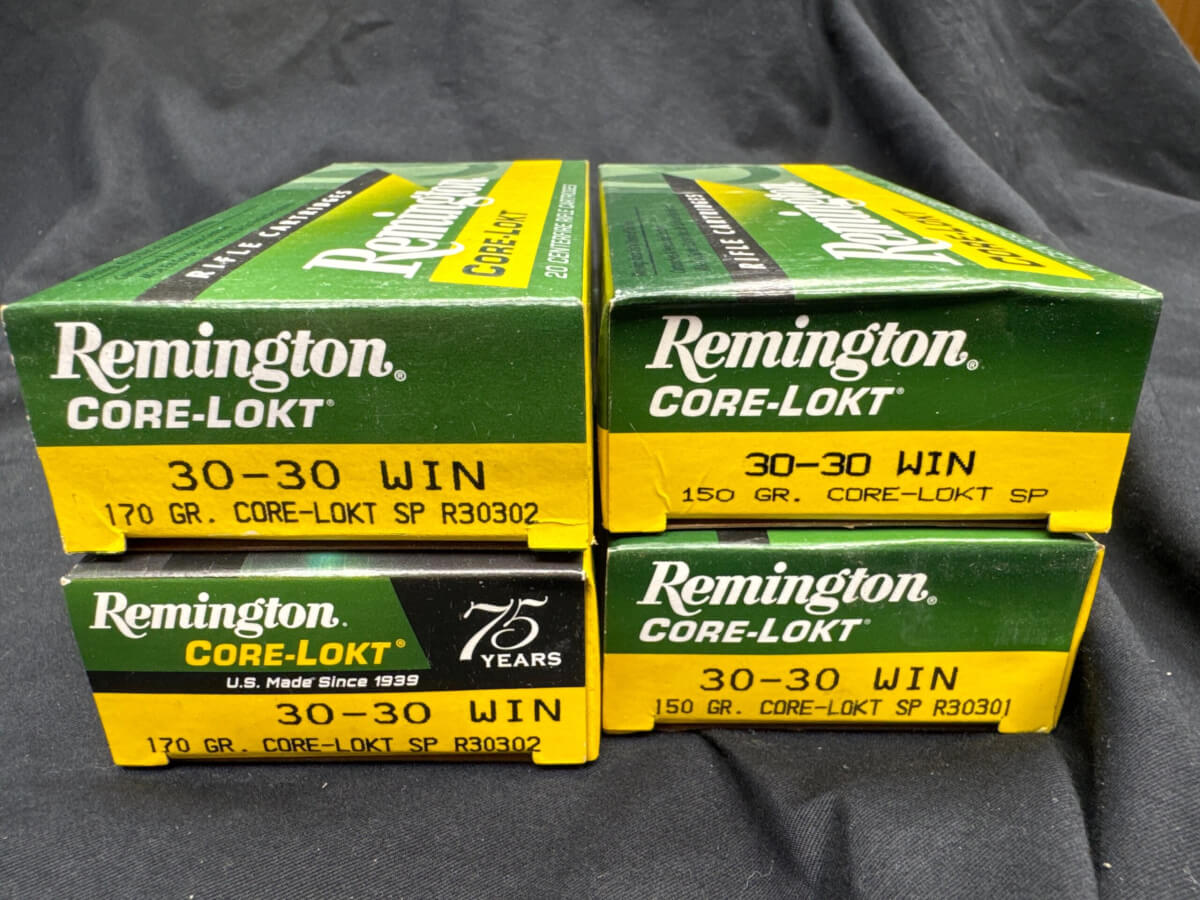 RIFLE CARTRIDGES
Remington
CORE-LOKT
20 CENTERFIRE RIFLE CARTRIDGES
Remington®
CORE-LOKT®
30-30 WIN
170 GR. CORE-LOKT SP R30302
RIFLE CARTRIDGES
Remington
CORE-LOKT
Remington®
CORE-LOKT®
30-30 WIN
150 GR. CORE-LOKT SP
Remington®
CORE-LOKT®
U.S. Made Since 1939
75
YEARS
30-30 WIN
170 GR. CORE-LOKT SP R30302
Remington®
CORE-LOKT®
30-30 WIN
150 GR. CORE-LOKT SP R30301